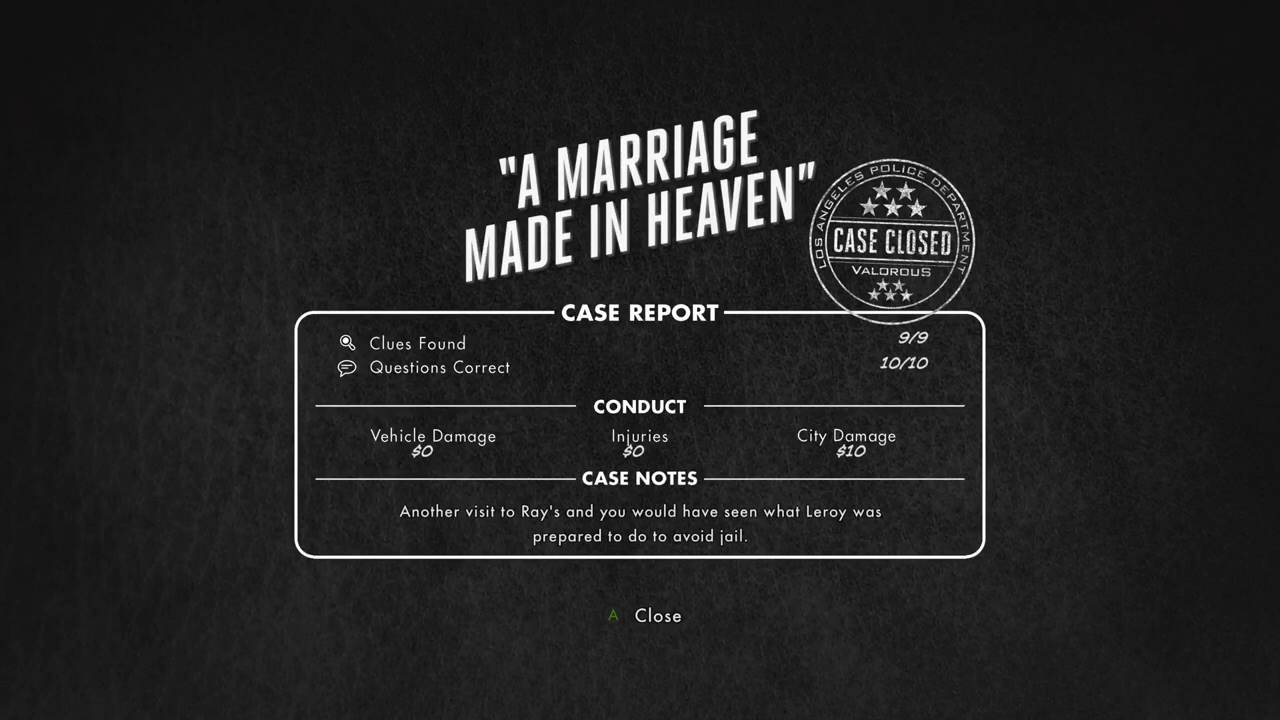 "A MARRIAGE
MADE IN HEAVEN"
LOS ANGELES POLICE DEPARTMENT
CASE CLOSED
VALOROUS
CASE REPORT
Clues Found 9/9
Questions Correct 10/10
CONDUCT
Vehicle Damage Injuries City Damage
$0 $0 $10
CASE NOTES
Another visit to Ray's and you would have seen what Leroy was
prepared to do to avoid jail.
A Close